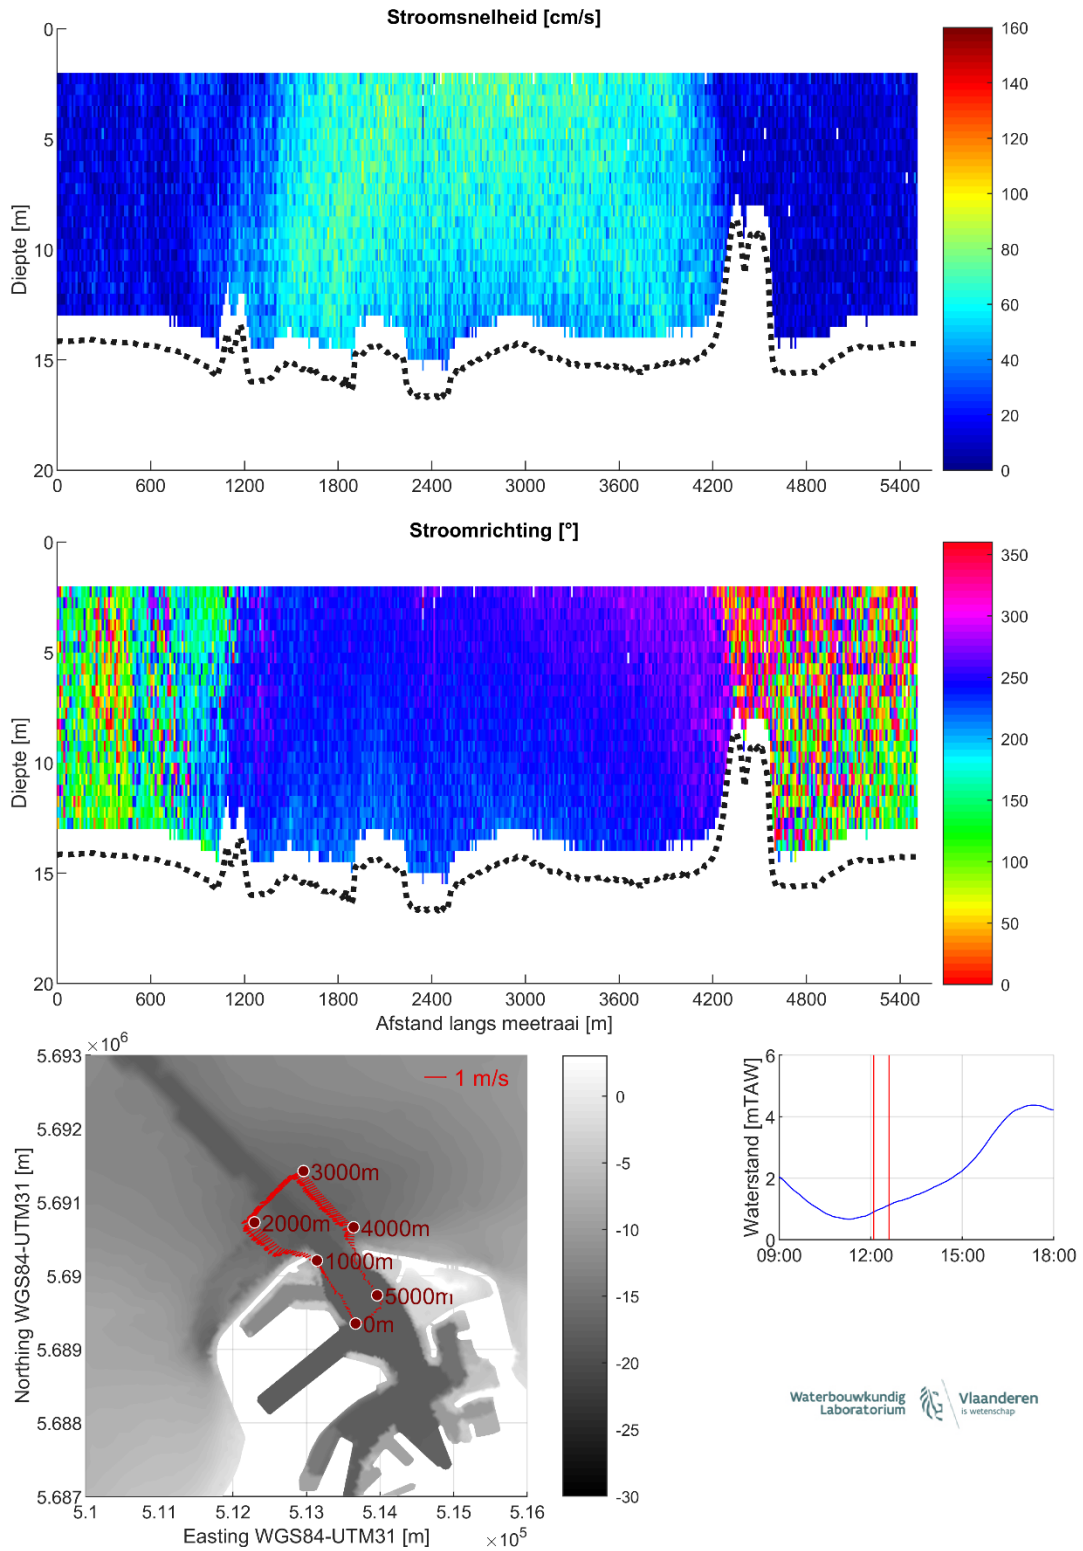 Stroomsnelheid [cm/s]
0
5
10
15
20
Diepte [m]
0 600 1200 1800 2400 3000 3600 4200 4800 5400
160
140
120
100
80
60
40
20
0
Stroomrichting [°]
0
5
10
15
20
Diepte [m]
0 600 1200 1800 2400 3000 3600 4200 4800 5400
Afstand langs meetraai [m]
350
300
250
200
150
100
50
0
×10⁶
5.693
5.692
5.691
5.69
5.689
5.688
5.687
Northing WGS84-UTM31 [m]
1 m/s
3000m
2000m
4000m
1000m
5000m
0m
5.1 5.12 5.13 5.14 5.15 5.16
Easting WGS84-UTM31 [m]
×10⁵
0
-5
-10
-15
-20
-25
-30
Waterstand [mTAW]
6
4
2
0
09:00 12:00 15:00 18:00
Waterbouwkundig
Laboratorium
Vlaanderen
is wetenschap